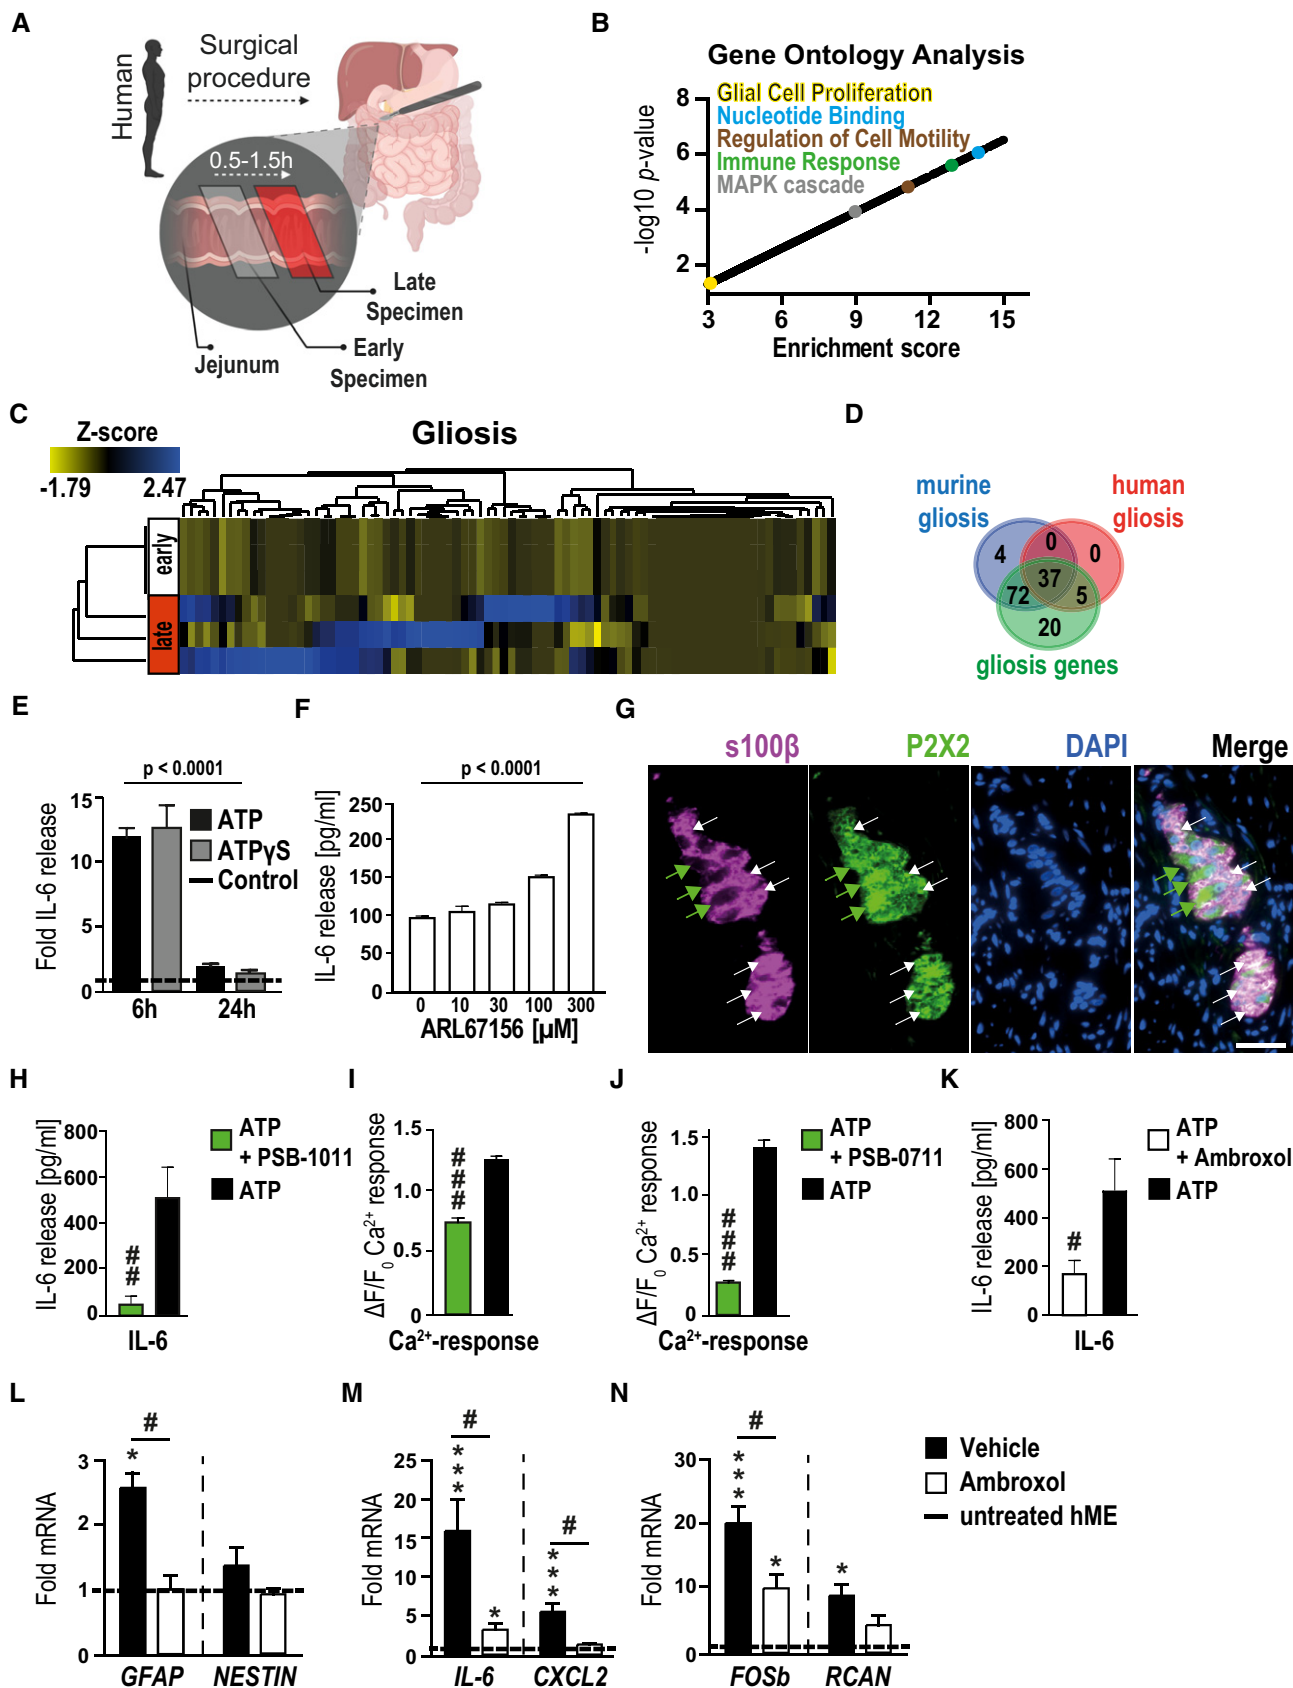 A
Human
Surgical
procedure
0.5-1.5h
Late
Specimen
Early
Specimen
Jejunum
B
Gene Ontology Analysis
Glial Cell Proliferation
Nucleotide Binding
Regulation of Cell Motility
Immune Response
MAPK cascade
-log10 p-value
8
6
4
2
3 6 9 12 15
Enrichment score
C
Z-score
-1.79 2.47
Gliosis
early
late
D
murine
gliosis
human
gliosis
4 0 0
37
72 5
20
gliosis genes
E
p < 0.0001
Fold IL-6 release
15
10
5
0
ATP
ATPγS
Control
6h 24h
F
p < 0.0001
IL-6 release [pg/ml]
250
200
150
100
50
0
0 10 30 100 300
ARL67156 [µM]
G
s100β P2X2 DAPI Merge
H
IL-6 release [pg/ml]
800
600
400
200
0
##
ATP
+ PSB-1011
ATP
IL-6
I
ΔF/F0 Ca2+ response
1.5
1.0
0.5
0
###
Ca2+-response
J
ΔF/F0 Ca2+ response
1.5
1.0
0.5
0
###
ATP
+ PSB-0711
ATP
Ca2+-response
K
IL-6 release [pg/ml]
800
600
400
200
0
#
ATP
+ Ambroxol
ATP
IL-6
L
Fold mRNA
3
2
1
0
#
*
GFAP NESTIN
M
Fold mRNA
25
20
15
10
5
0
#
***
*
#
***
IL-6 CXCL2
N
Fold mRNA
30
20
10
0
#
***
*
*
FOSb RCAN
Vehicle
Ambroxol
untreated hME